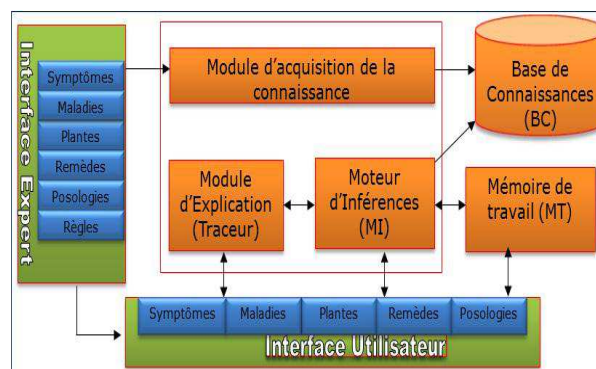 Interface Expert
Symptômes
Maladies
Plantes
Remèdes
Posologies
Règles
Module d'acquisition de la
connaissance
Base de
Connaissances
(BC)
Module
d'Explication
(Traceur)
Moteur
d'Inférences
(MI)
Mémoire de
travail (MT)
Symptômes
Maladies
Plantes
Remèdes
Posologies
Interface Utilisateur